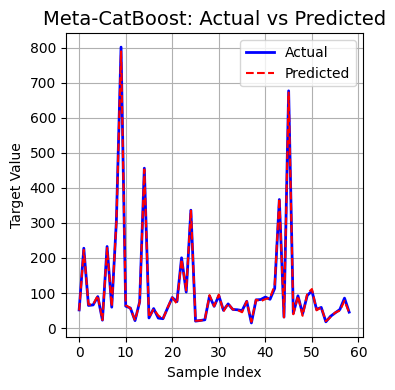 Meta-CatBoost: Actual vs Predicted
Actual
Predicted
800
700
600
500
400
300
200
100
0
Target Value
0 10 20 30 40 50 60
Sample Index